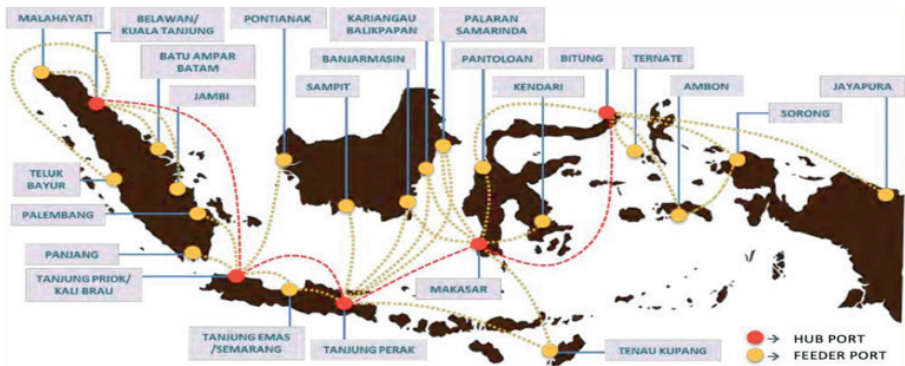 MALAHAYATI
BELAWAN/
KUALA TANJUNG
PONTIANAK
KARIANGAU
BALIKPAPAN
PALARAN
SAMARINDA
BATU AMPAR
BATAM
BANJARMASIN
PANTOLOAN
BITUNG
TERNATE
JAMBI
SAMPIT
KENDARI
AMBON
JAYAPURA
SORONG
TELUK
BAYUR
PALEMBANG
PANJANG
TANJUNG PRIOK/
KALI BRAU
MAKASAR
TANJUNG EMAS
/SEMARANG
TANJUNG PERAK
TENAU KUPANG
HUB PORT
FEEDER PORT